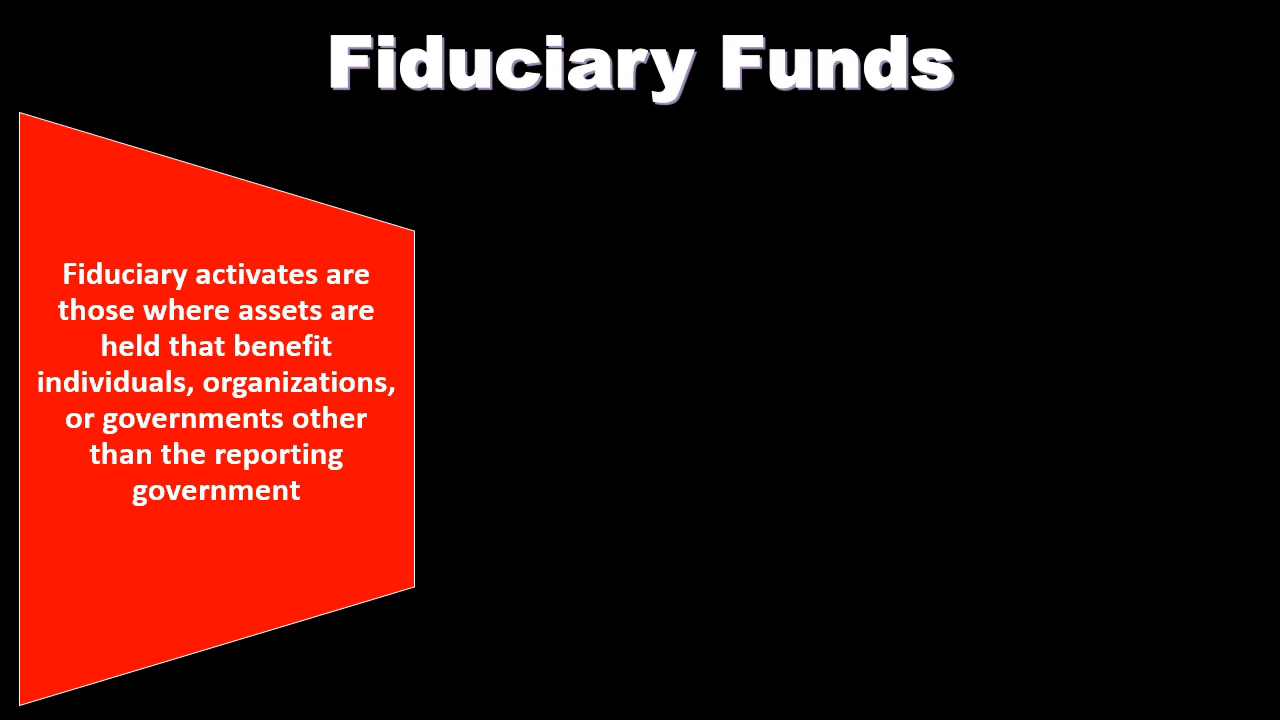 Fiduciary Funds
Fiduciary activates are
those where assets are
held that benefit
individuals, organizations,
or governments other
than the reporting
government